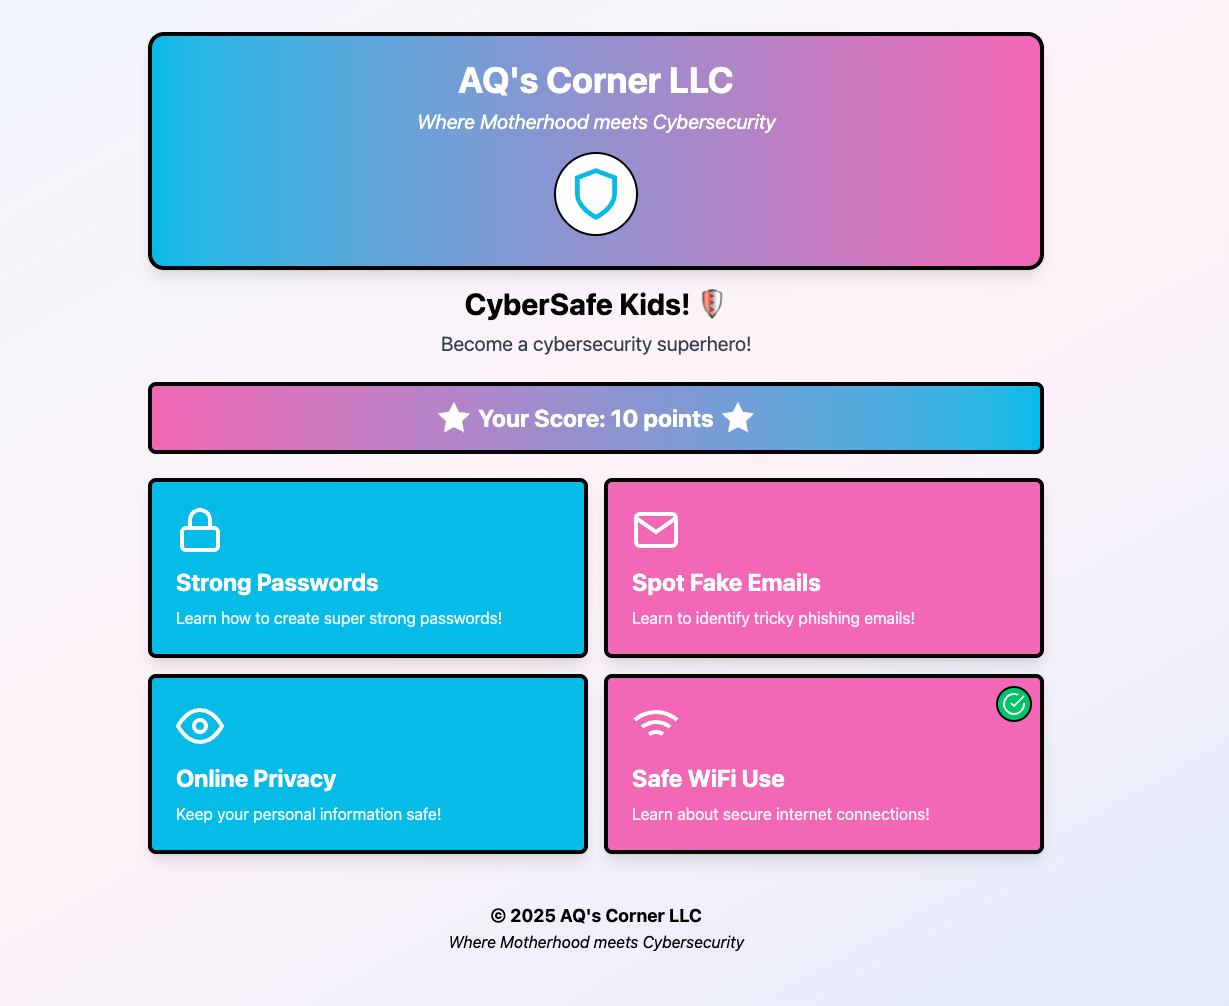 AQ's Corner LLC
Where Motherhood meets Cybersecurity
CyberSafe Kids! 🛡️
Become a cybersecurity superhero!
Your Score: 10 points
Strong Passwords
Learn how to create super strong passwords!
Spot Fake Emails
Learn to identify tricky phishing emails!
Online Privacy
Keep your personal information safe!
Safe WiFi Use
Learn about secure internet connections!
© 2025 AQ's Corner LLC
Where Motherhood meets Cybersecurity